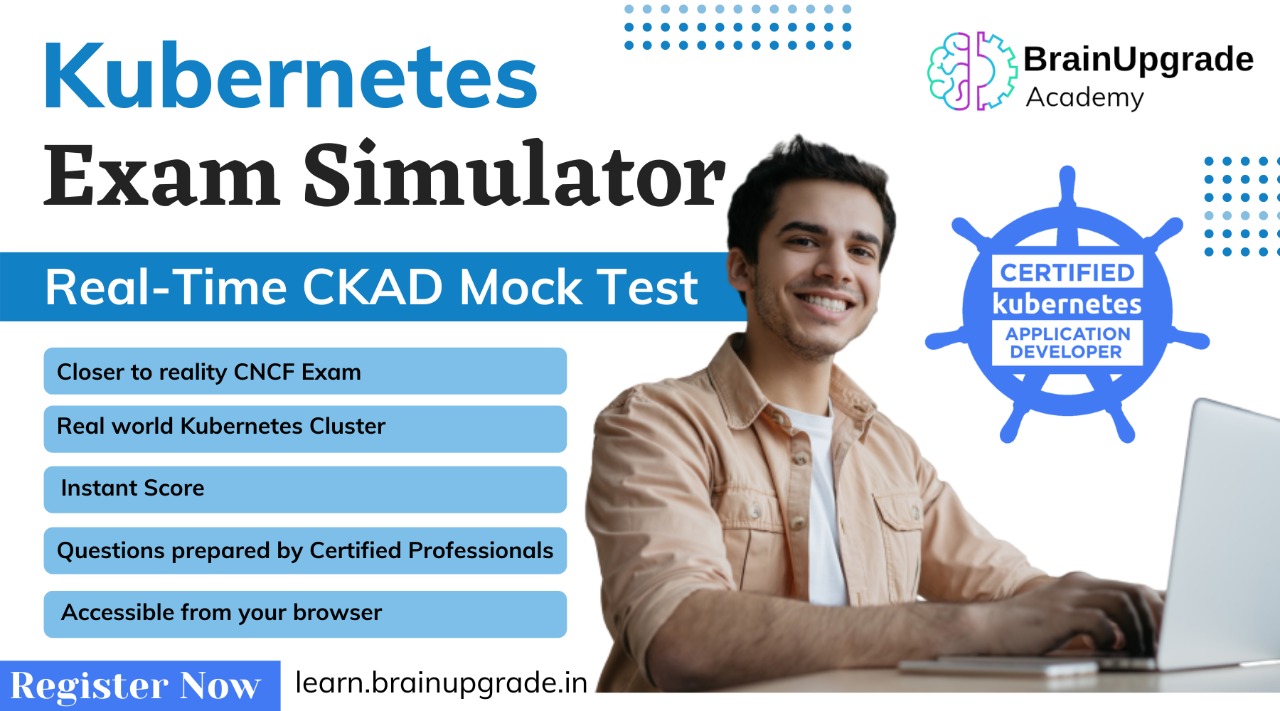 Kubernetes
Exam Simulator
Real-Time CKAD Mock Test
Closer to reality CNCF Exam
Real world Kubernetes Cluster
Instant Score
Questions prepared by Certified Professionals
Accessible from your browser
Register Now
learn.brainupgrade.in
BrainUpgrade
Academy
CERTIFIED
kubernetes
APPLICATION
DEVELOPER